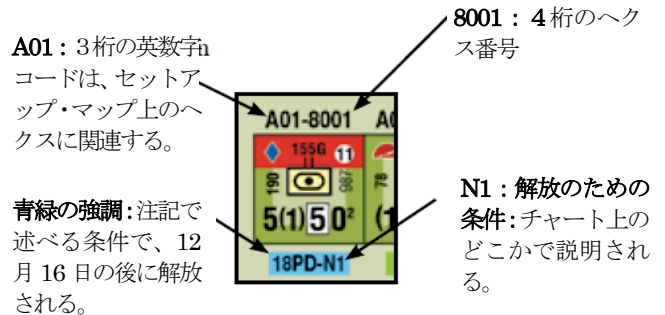 A01：３桁の英数字n
コードは、セットア
ップ・マップ上のヘ
クスに関連する。
8001：４桁のヘク
ス番号
A01-8001
155G
11
190
987
78
5(1) 5 0²
(1
18PD-N1
青緑の強調：注記で
述べる条件で、12
月 16 日の後に解放
される。
N1：解放のための
条件：チャート上の
どこかで説明され
る。